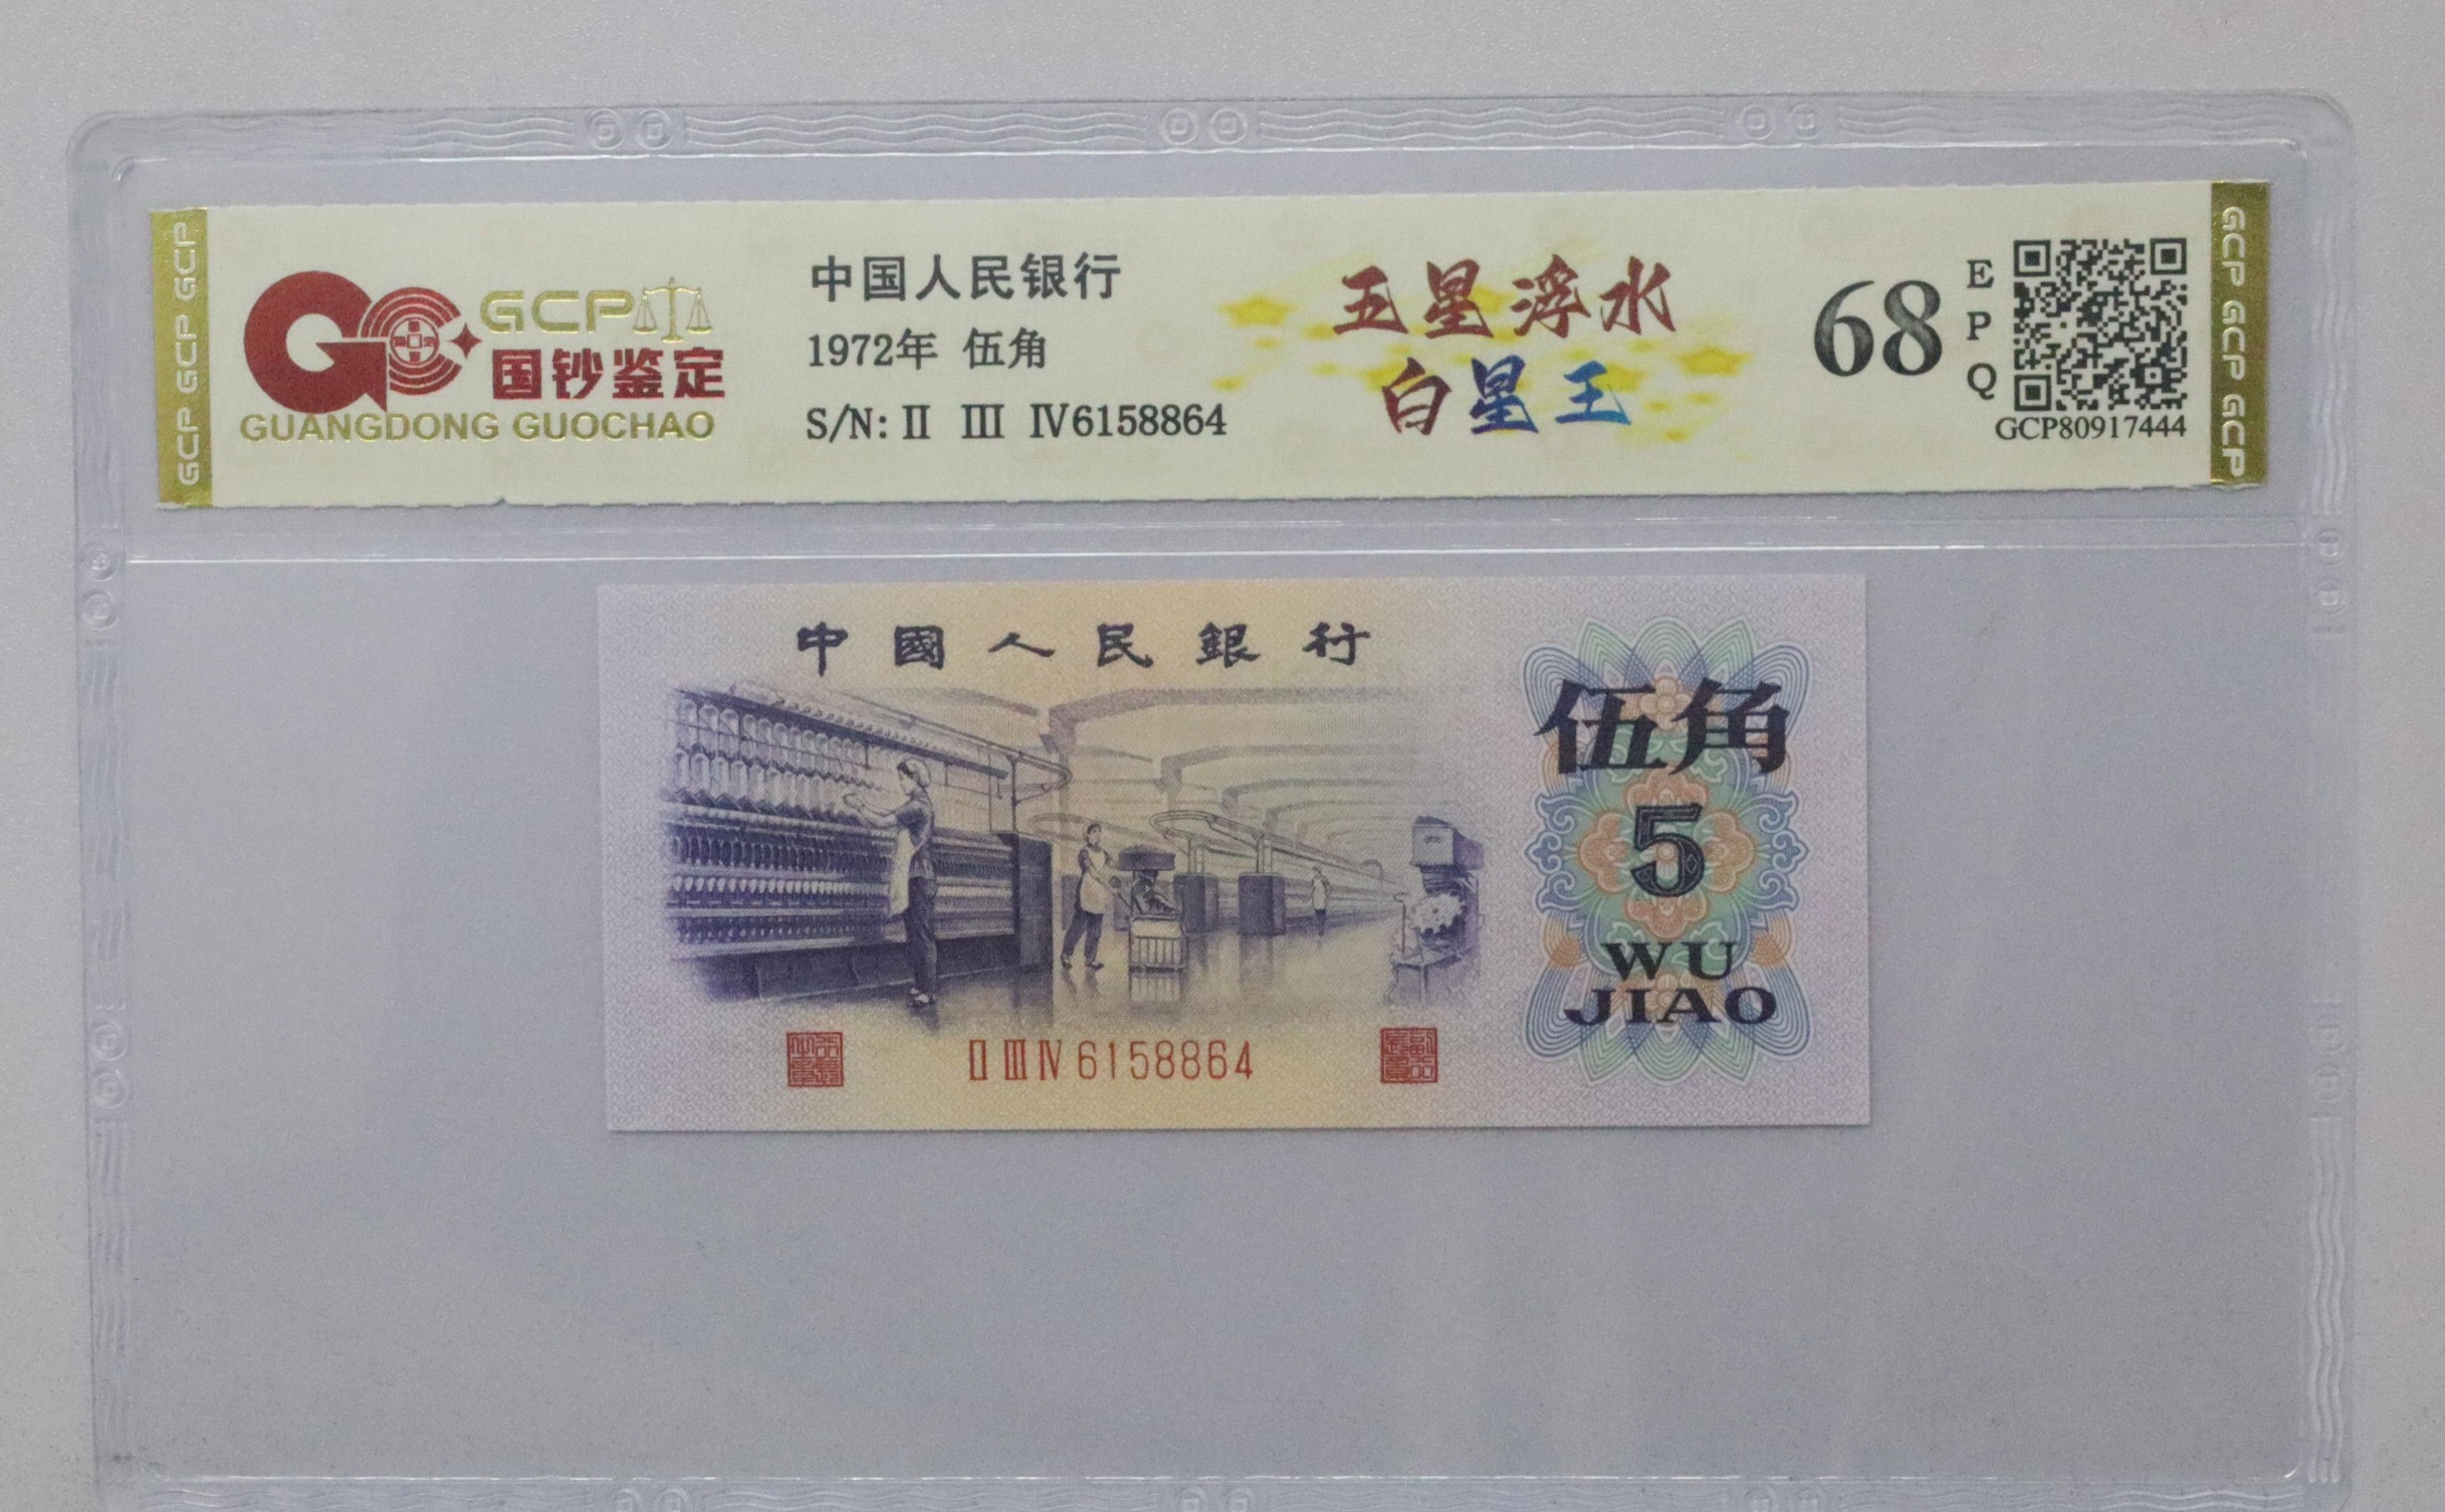 GCP GCP GCP
GCP
国钞鉴定
GUANGDONG GUOCHAO
中国人民银行
1972年 伍角
S/N: II III IV6158864
五星浮水
白星王
68
EPQ
GCP80917444
GCP GCP GCP
中國人民銀行
伍角
5
WU
JIAO
II III IV 6158864